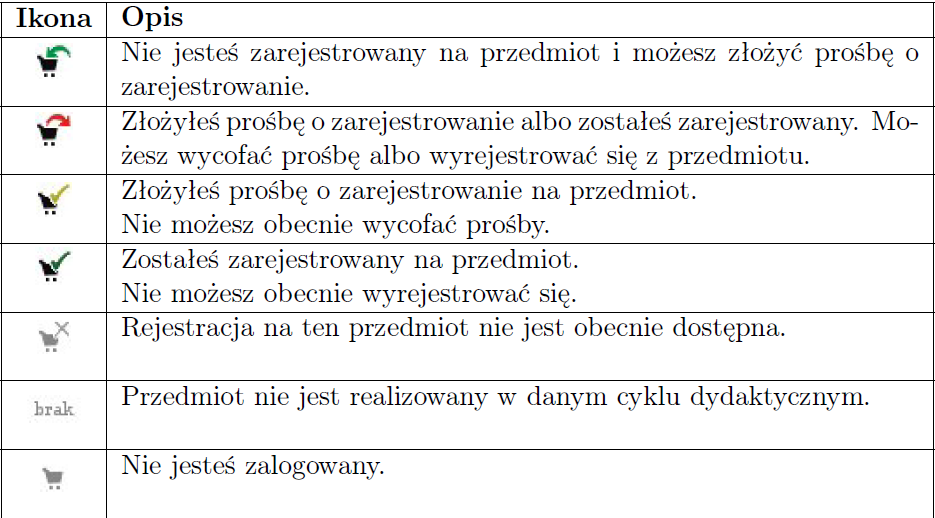 Ikona Opis
Nie jesteś zarejestrowany na przedmiot i możesz złożyć prośbę o
zarejestrowanie.
Złożyłeś prośbę o zarejestrowanie albo zostałeś zarejestrowany. Mo-
żesz wycofać prośbę albo wyrejestrować się z przedmiotu.
Złożyłeś prośbę o zarejestrowanie na przedmiot.
Nie możesz obecnie wycofać prośby.
Zostałeś zarejestrowany na przedmiot.
Nie możesz obecnie wyrejestrować się.
Rejestracja na ten przedmiot nie jest obecnie dostępna.
brak Przedmiot nie jest realizowany w danym cyklu dydaktycznym.
Nie jesteś zalogowany.